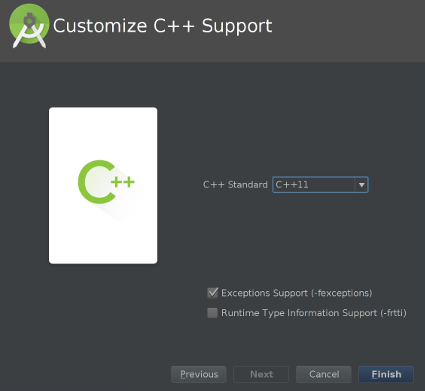 Customize C++ Support
C++
C++ Standard C++11
Exceptions Support (-fexceptions)
Runtime Type Information Support (-frtti)
Previous Next Cancel Finish